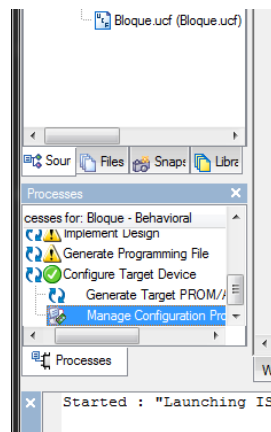 Bloque.ucf (Bloque.ucf)
Sour
Files
Snaps
Libra
Processes
cesses for: Bloque - Behavioral
Implement Design
Generate Programming File
Configure Target Device
Generate Target PROM/A
Manage Configuration Pro
Processes
W
Started : "Launching IS